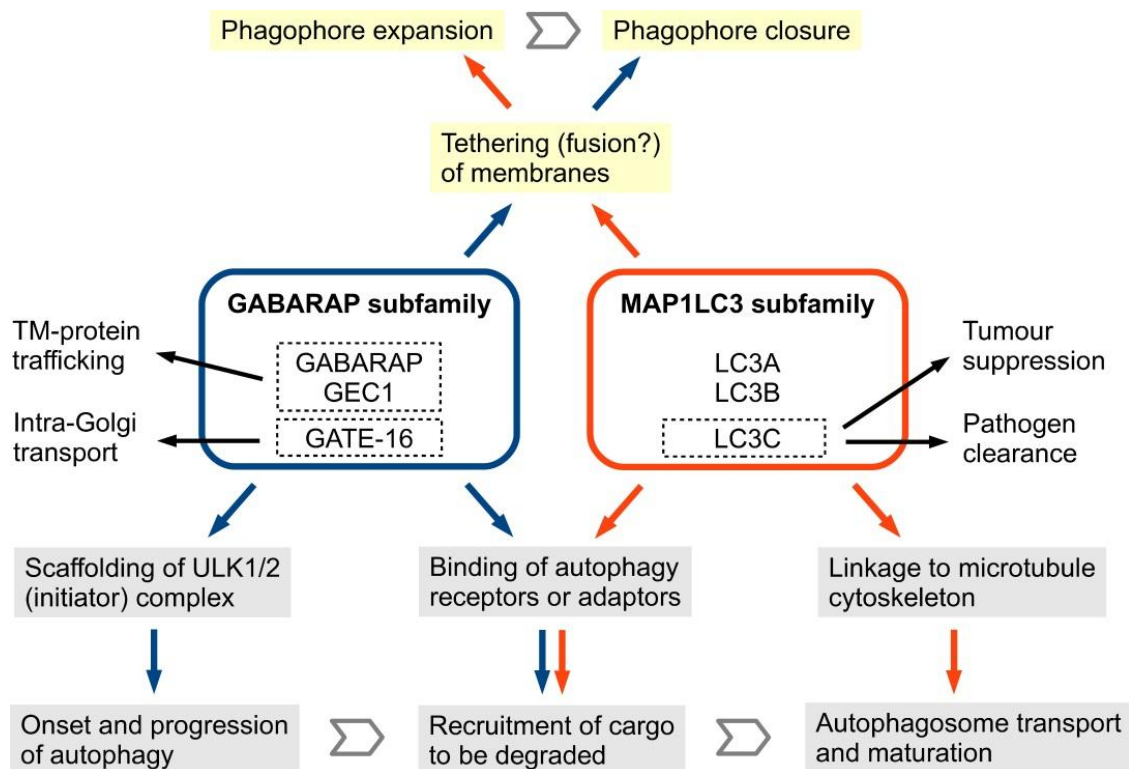 Phagophore expansion
Phagophore closure
Tethering (fusion?)
of membranes
GABARAP subfamily
MAP1LC3 subfamily
TM-protein
trafficking
GABARAP
GEC1
Intra-Golgi
transport
GATE-16
LC3A
LC3B
LC3C
Tumour
suppression
Pathogen
clearance
Scaffolding of ULK1/2
(initiator) complex
Binding of autophagy
receptors or adaptors
Linkage to microtubule
cytoskeleton
Onset and progression
of autophagy
Recruitment of cargo
to be degraded
Autophagosome transport
and maturation